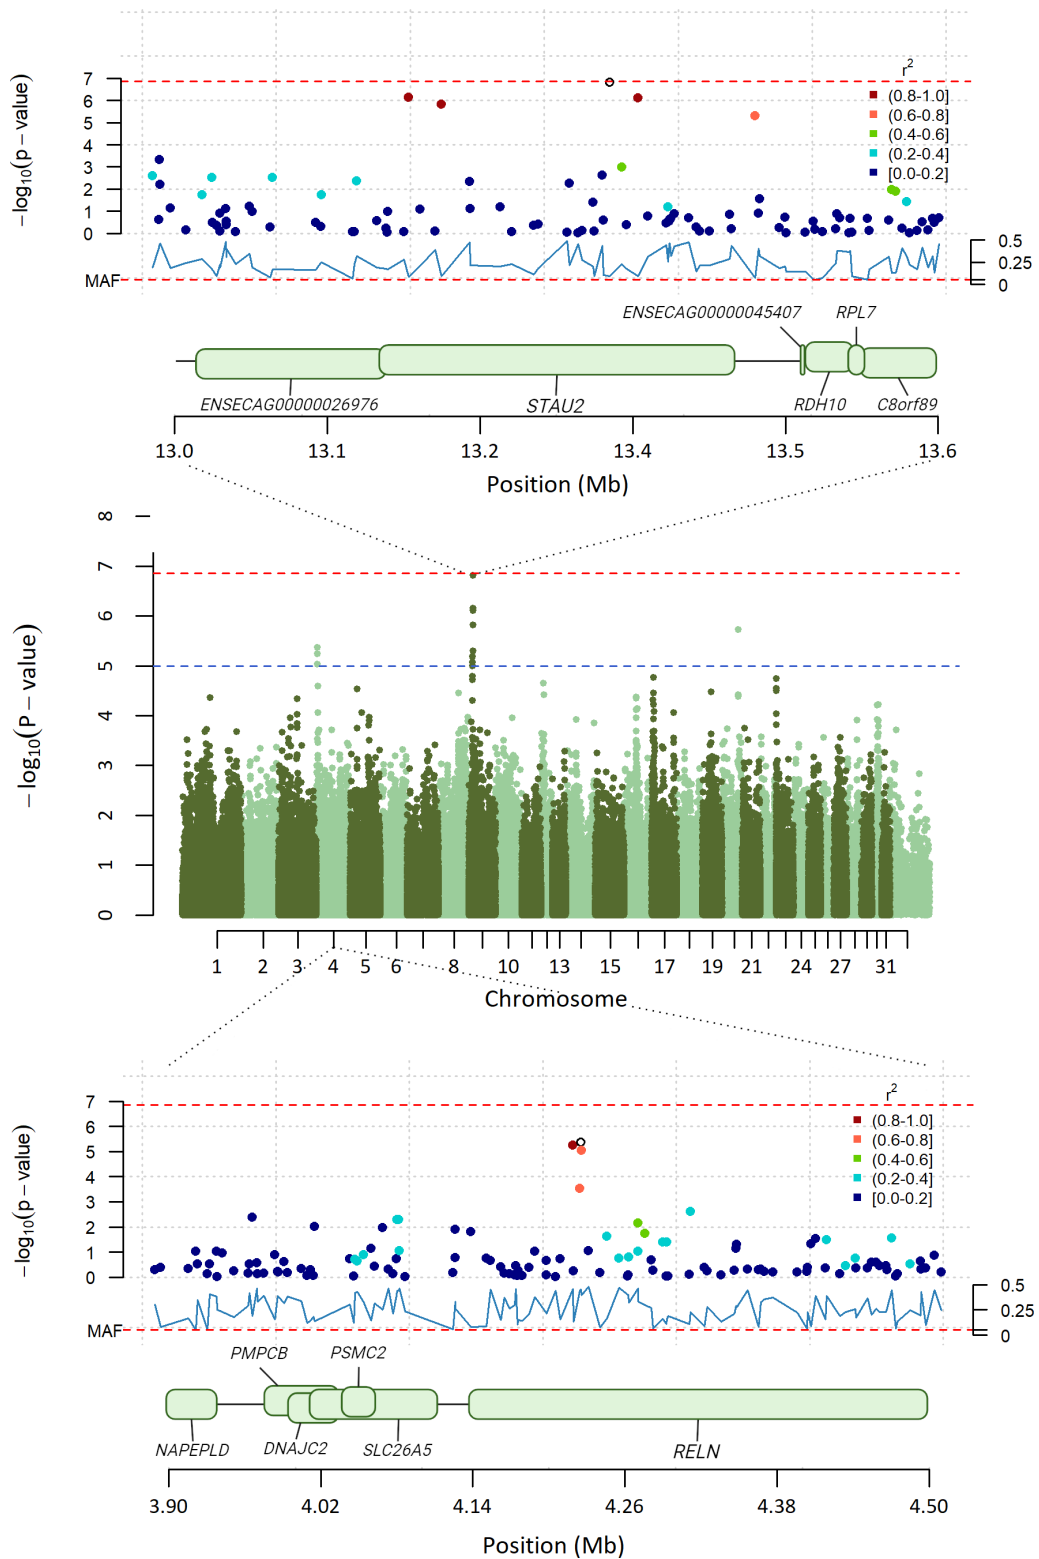 r²
−log₁₀(p − value)
7
6
5
4
3
2
1
0
(0.8-1.0]
(0.6-0.8]
(0.4-0.6]
(0.2-0.4]
[0.0-0.2]
MAF
0.5
0.25
0
ENSECAG00000045407 RPL7
ENSECAG00000026976 STAU2 RDH10 C8orf89
13.0 13.1 13.2 13.4 13.5 13.6
Position (Mb)
−log₁₀(P − value)
8
7
6
5
4
3
2
1
0
1 2 3 4 5 6 8 10 13 15 17 19 21 24 27 31
Chromosome
r²
−log₁₀(p − value)
7
6
5
4
3
2
1
0
(0.8-1.0]
(0.6-0.8]
(0.4-0.6]
(0.2-0.4]
[0.0-0.2]
MAF
0.5
0.25
0
PMPCB PSMC2
NAPEPLD DNAJC2 SLC26A5 RELN
3.90 4.02 4.14 4.26 4.38 4.50
Position (Mb)